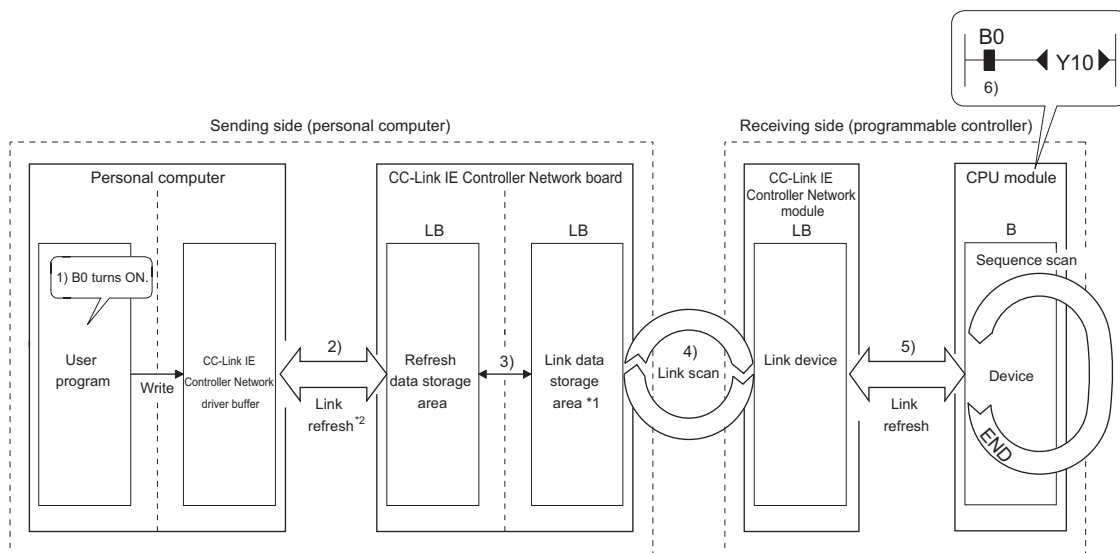 B0
Y10
6)
Sending side (personal computer)
Receiving side (programmable controller)
Personal computer
1) B0 turns ON.
User
program
Write
CC-Link IE
Controller Network
driver buffer
2)
Link
refresh*2
CC-Link IE Controller Network board
LB
Refresh
data storage
area
3)
LB
Link data
storage
area *1
4)
Link scan
CC-Link IE
Controller Network
module
LB
Link device
5)
Link
refresh
CPU module
B
Sequence scan
Device
END